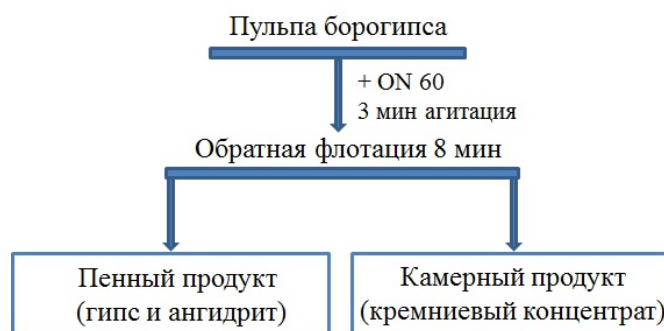 Пульпа борогипса
+ ON 60
3 мин агитация
Обратная флотация 8 мин
Пенный продукт
(гипс и ангидрит)
Камерный продукт
(кремниевый концентрат)